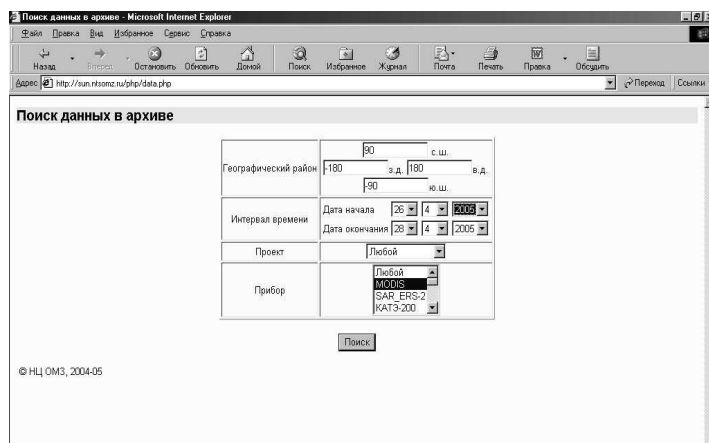 Поиск данных в архиве - Microsoft Internet Explorer
Файл Правка Вид Избранное Сервис Справка
Назад Вперед Остановить Обновить Домой Поиск Избранное Журнал Почта Печать Правка Обсудить
Адрес http://sun.ntsomz.ru/php/data.php Переход Ссылки
Поиск данных в архиве
90 с.ш.
Географический район -180 з.д. 180 в.д.
-90 ю.ш.
Интервал времени
Дата начала 26 4 2005
Дата окончания 28 4 2005
Проект Любой
Прибор
Любой
MODIS
SAR_ERS-2
КАТЭ-200
Поиск
© НЦ ОМЗ, 2004-05